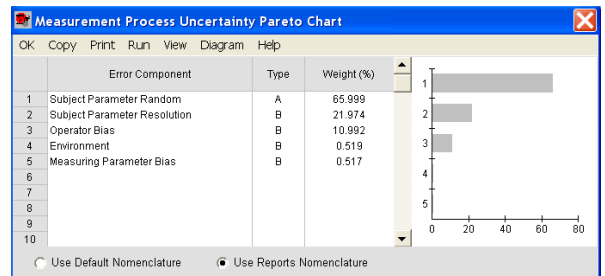 Measurement Process Uncertainty Pareto Chart
OK Copy Print Run View Diagram Help
Error Component Type Weight (%)
1 Subject Parameter Random A 65.999
2 Subject Parameter Resolution B 21.974
3 Operator Bias B 10.992
4 Environment B 0.519
5 Measuring Parameter Bias B 0.517
6
7
8
9
10
1
2
3
4
5
0 20 40 60 80
Use Default Nomenclature Use Reports Nomenclature